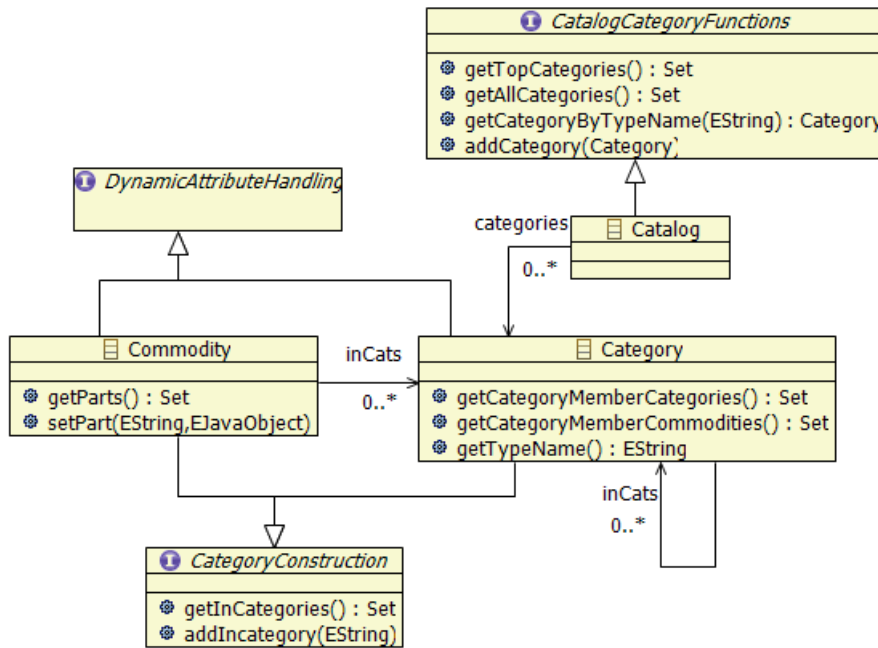 CatalogCategoryFunctions
getTopCategories() : Set
getAllCategories() : Set
getCategoryByTypeName(EString) : Category
addCategory(Category)
DynamicAttributeHandling
categories
Catalog
0..*
Commodity
getParts() : Set
setPart(EString,EJavaObject)
inCats
0..*
Category
getCategoryMemberCategories() : Set
getCategoryMemberCommodities() : Set
getTypeName() : EString
inCats
0..*
CategoryConstruction
getInCategories() : Set
addIncategory(EString)